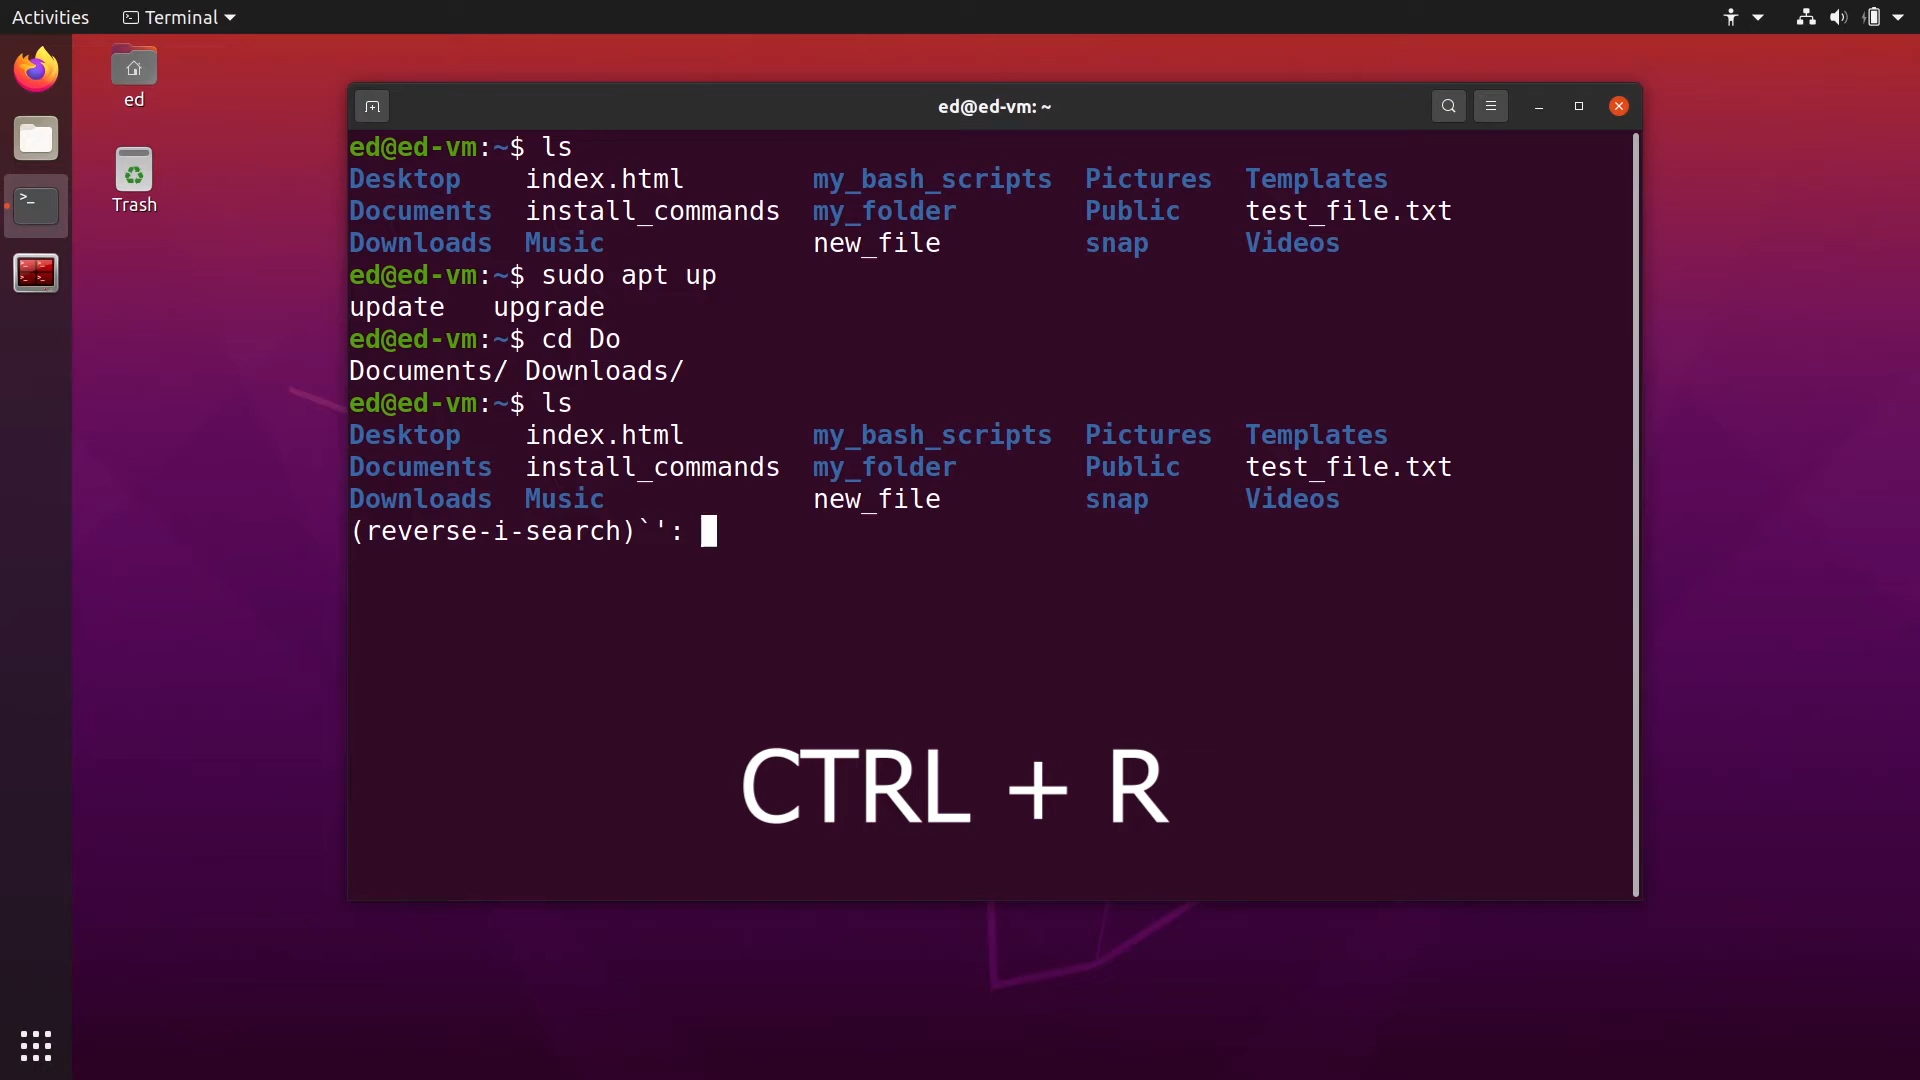 Activities Terminal
ed
Trash
ed@ed-vm: ~
ed@ed-vm:~$ ls
Desktop index.html my_bash_scripts Pictures Templates
Documents install_commands my_folder Public test_file.txt
Downloads Music new_file snap Videos
ed@ed-vm:~$ sudo apt up
update upgrade
ed@ed-vm:~$ cd Do
Documents/ Downloads/
ed@ed-vm:~$ ls
Desktop index.html my_bash_scripts Pictures Templates
Documents install_commands my_folder Public test_file.txt
Downloads Music new_file snap Videos
(reverse-i-search)`':
CTRL + R